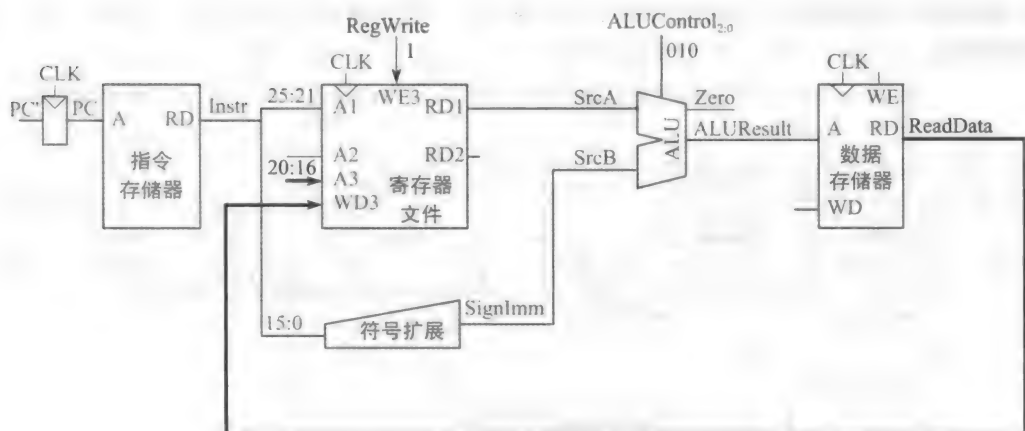 RegWrite
1
ALUControl2:0
010
CLK
CLK
CLK
PC'
PC
A
RD
指令
存储器
Instr
25:21
A1
WE3
RD1
A2
RD2
20:16
A3
WD3
寄存器
文件
SrcA
SrcB
ALU
Zero
ALUResult
WE
A
RD
数据
存储器
WD
ReadData
15:0
符号扩展
SignImm